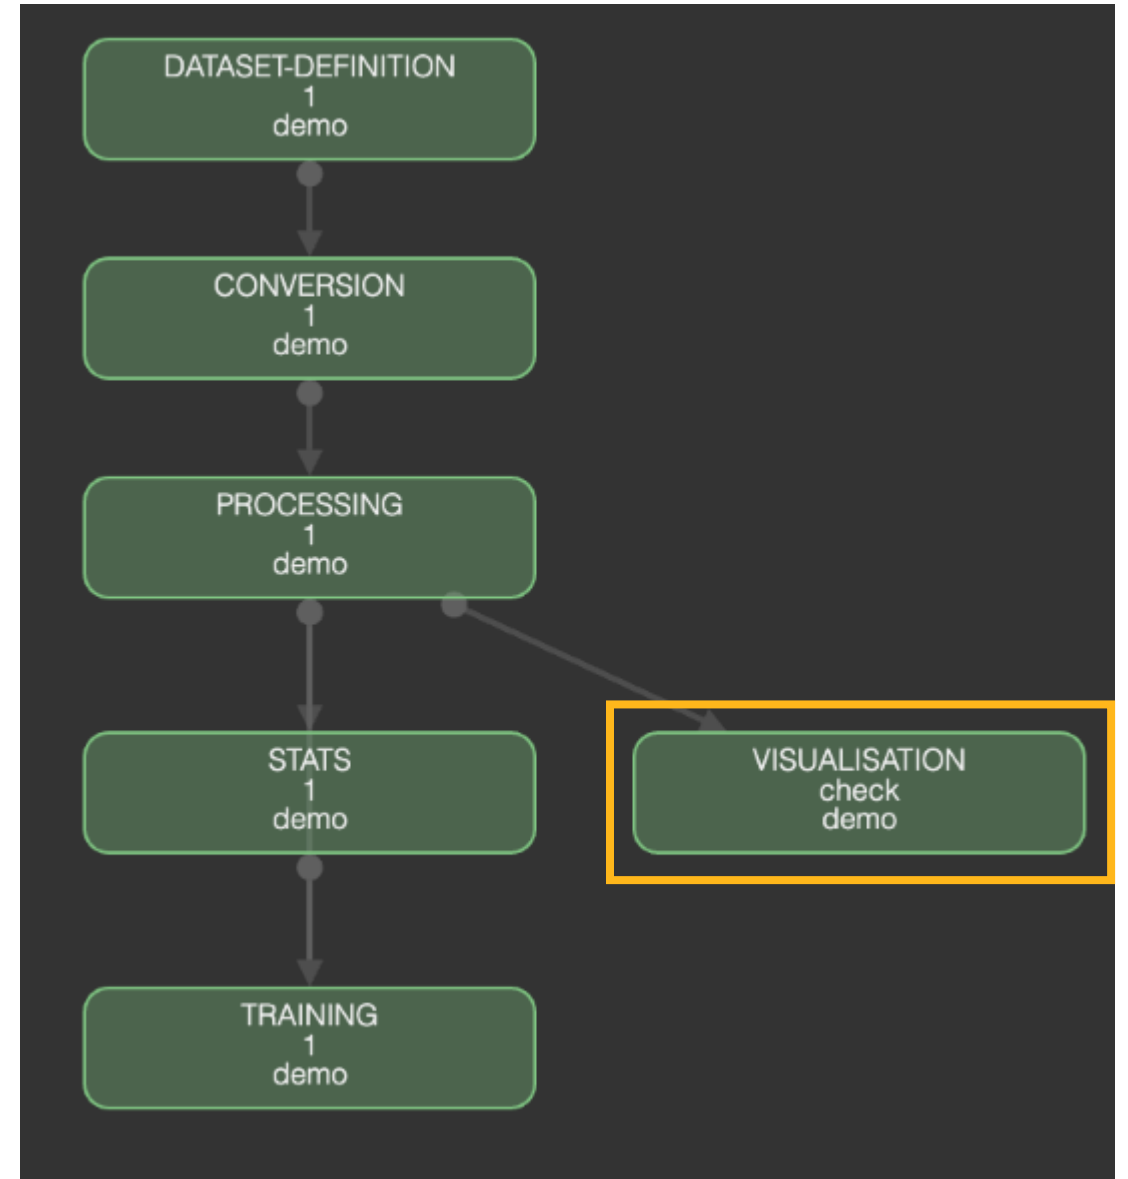 DATASET-DEFINITION
1
demo
CONVERSION
1
demo
PROCESSING
1
demo
STATS
1
demo
VISUALISATION
check
demo
TRAINING
1
demo